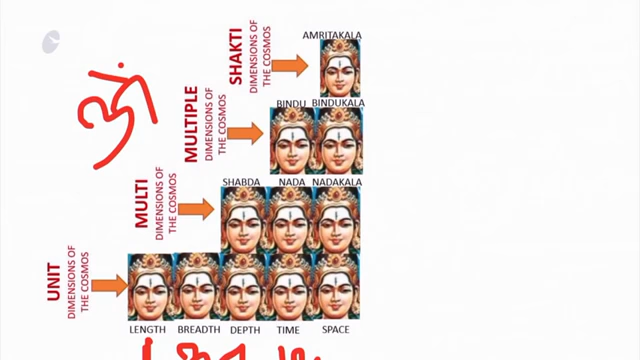 AMRITAKALA
SHAKTI
DIMENSIONS OF
THE COSMOS
BINDU BINDUKALA
MULTIPLE
DIMENSIONS OF
THE COSMOS
SHABDA NADA NADAKALA
MULTI
DIMENSIONS OF
THE COSMOS
UNIT
DIMENSIONS OF
THE COSMOS
LENGTH BREADTH DEPTH TIME SPACE